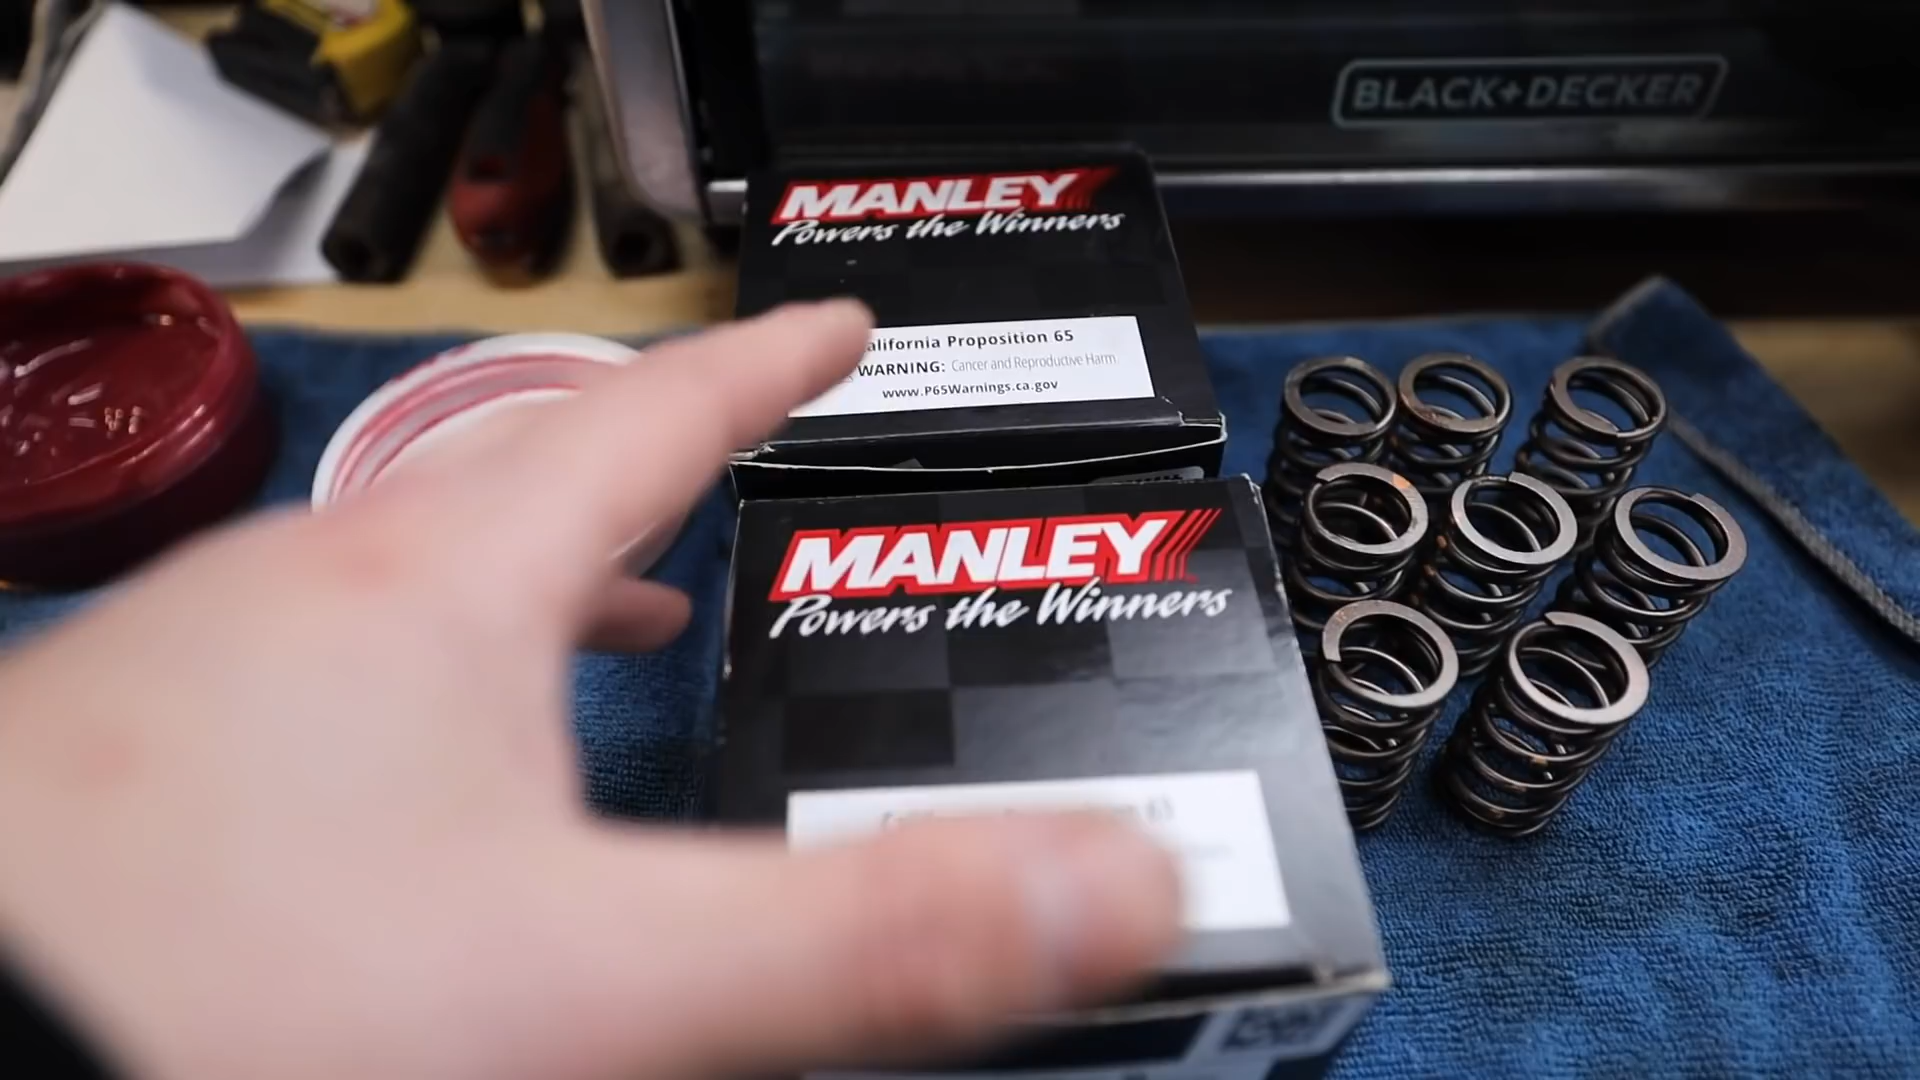 BLACK+DECKER
MANLEY
Powers the Winners
alifornia Proposition 65
WARNING: Cancer and Reproductive Harm
www.P65Warnings.ca.gov
MANLEY
Powers the Winners